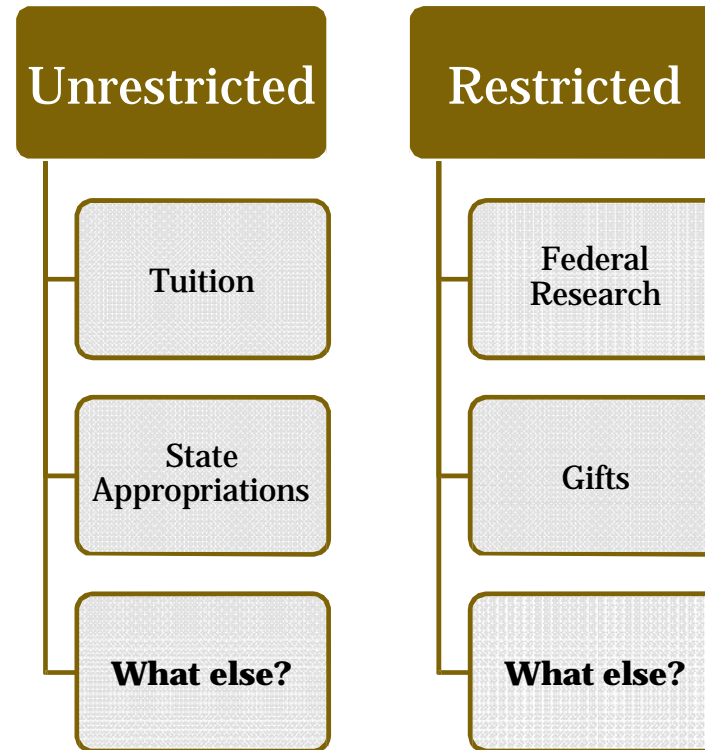 Unrestricted
Tuition
State
Appropriations
What else?
Restricted
Federal
Research
Gifts
What else?